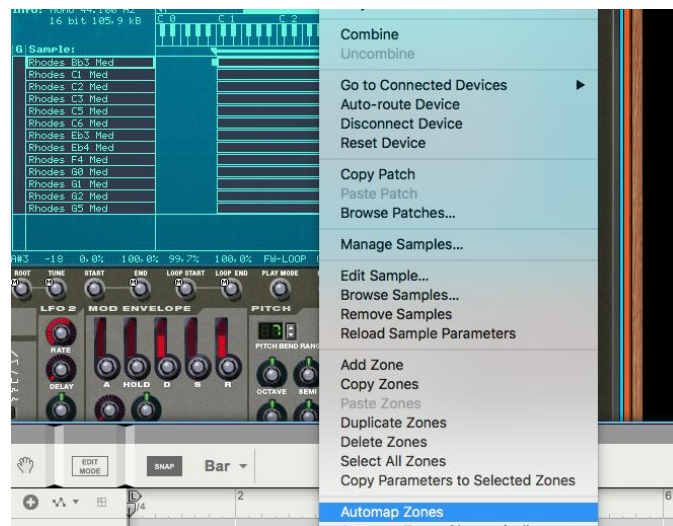 16 bit 105,9 kB
C 0 C 1 C 2
G Sample:
Rhodes Bb3 Med
Rhodes C1 Med
Rhodes C2 Med
Rhodes C3 Med
Rhodes C5 Med
Rhodes C6 Med
Rhodes Eb3 Med
Rhodes Eb4 Med
Rhodes F4 Med
Rhodes G0 Med
Rhodes G1 Med
Rhodes G2 Med
Rhodes G5 Med
A#3 -18 0,0% 100,0% 99,7% 100,0% FW-LOOP
ROOT TUNE START END LOOP START LOOP END PLAY MODE
LFO 2 MOD ENVELOPE PITCH
RATE
PITCH BEND RANG
DELAY A HOLD D S R OCTAVE SEMI
Combine
Uncombine
Go to Connected Devices
Auto-route Device
Disconnect Device
Reset Device
Copy Patch
Paste Patch
Browse Patches...
Manage Samples...
Edit Sample...
Browse Samples...
Remove Samples
Reload Sample Parameters
Add Zone
Copy Zones
Paste Zones
Duplicate Zones
Delete Zones
Select All Zones
Copy Parameters to Selected Zones
Automap Zones
EDIT
MODE
SNAP
Bar
2
6
/4